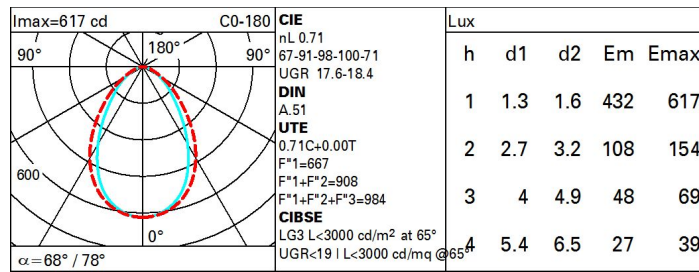 Imax=617 cd C0-180
90° 180° 90°
600
0°
α=68° / 78°
CIE
nL 0.71
67-91-98-100-71
UGR 17.6-18.4
DIN
A.51
UTE
0.71C+0.00T
F"1=667
F"1+F"2=908
F"1+F"2+F"3=984
CIBSE
LG3 L<3000 cd/m² at 65°
UGR<19 | L<3000 cd/mq @65°
Lux
h d1 d2 Em Emax
1 1.3 1.6 432 617
2 2.7 3.2 108 154
3 4 4.9 48 69
4 5.4 6.5 27 39